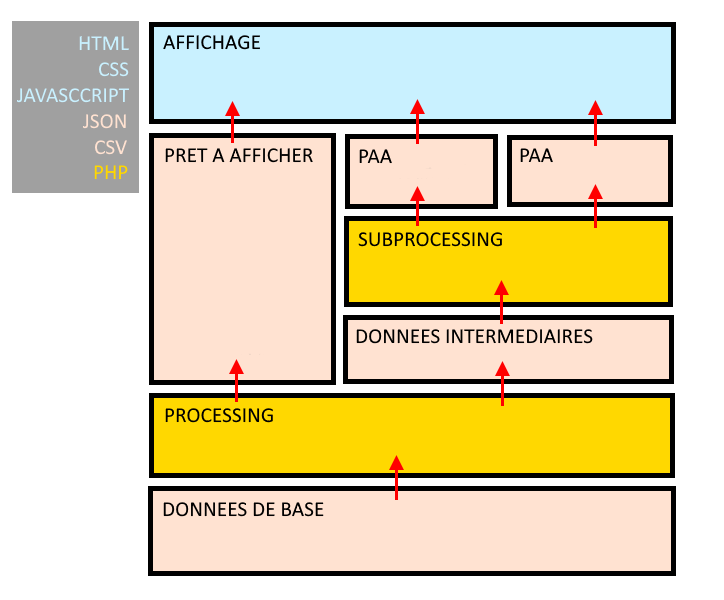 HTML
CSS
JAVASCCRIPT
JSON
CSV
PHP
AFFICHAGE
PRET A AFFICHER
PAA
PAA
SUBPROCESSING
DONNEES INTERMEDIAIRES
PROCESSING
DONNEES DE BASE